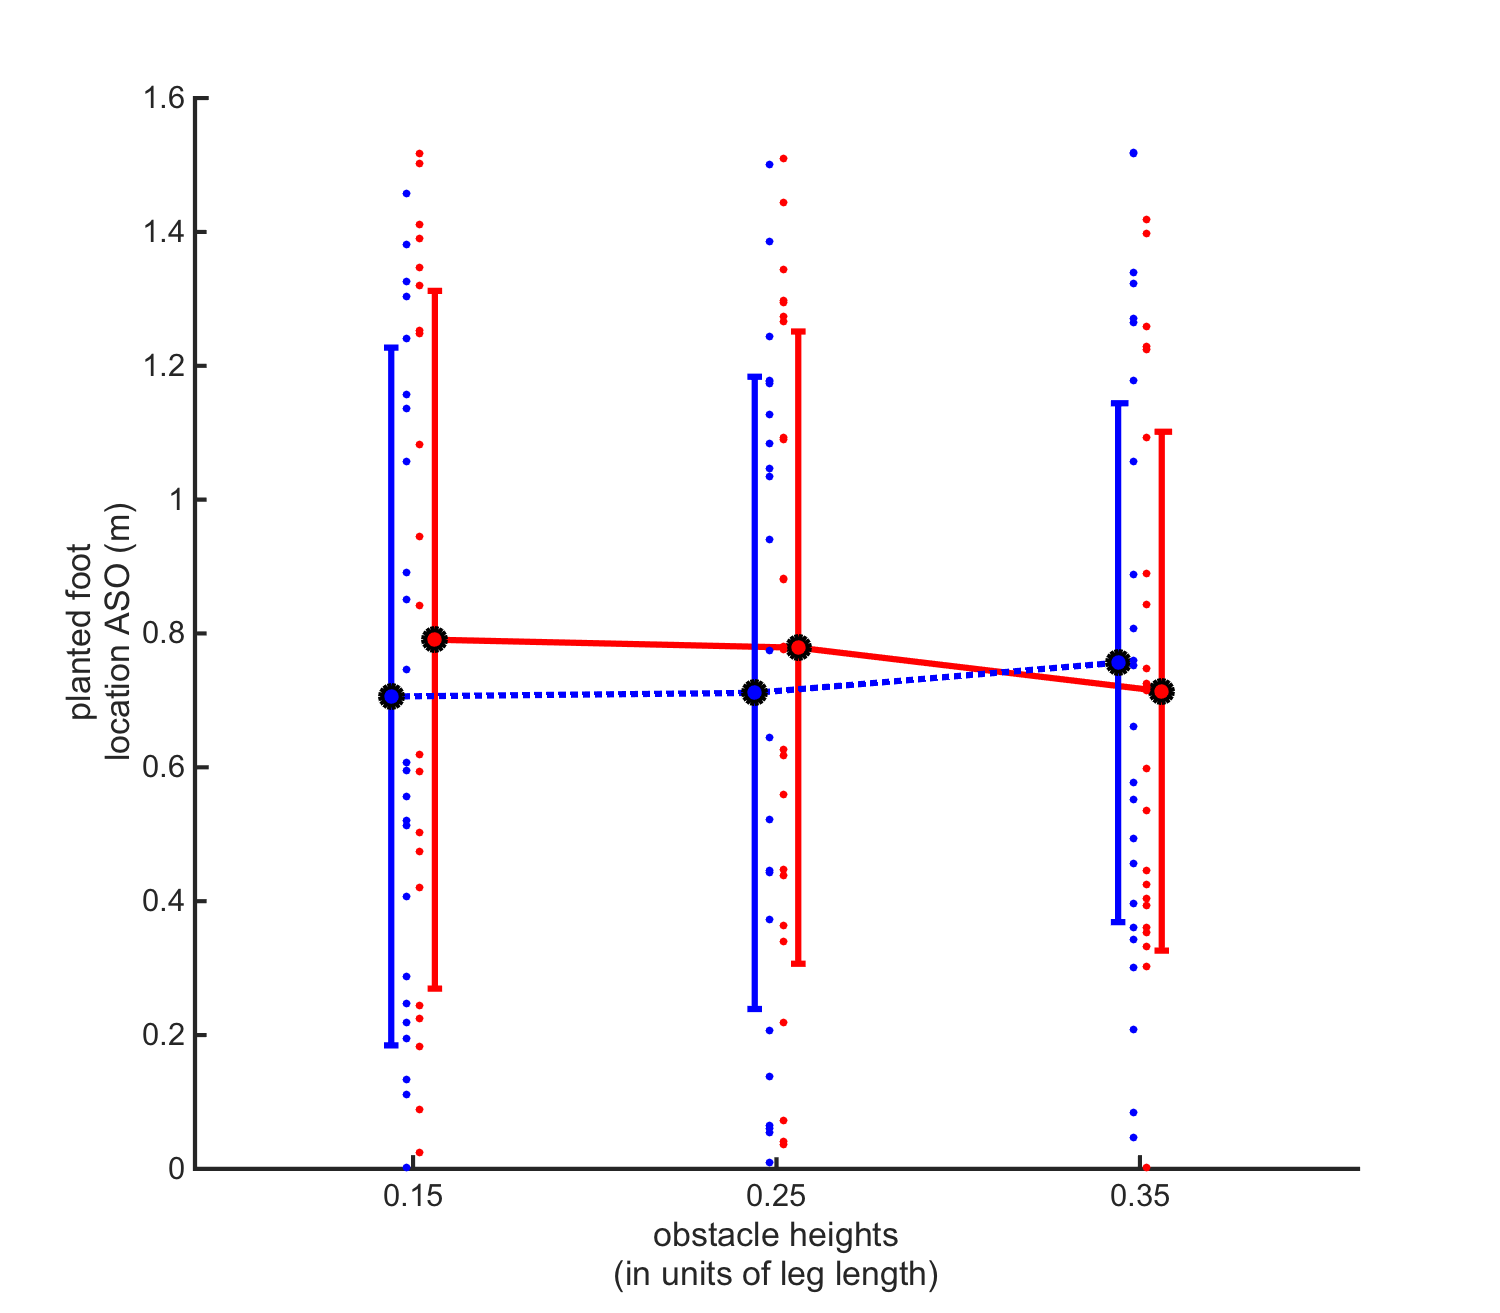 1.6
1.4
1.2
1
0.8
0.6
0.4
0.2
0
planted foot
location ASO (m)
0.15 0.25 0.35
obstacle heights
(in units of leg length)